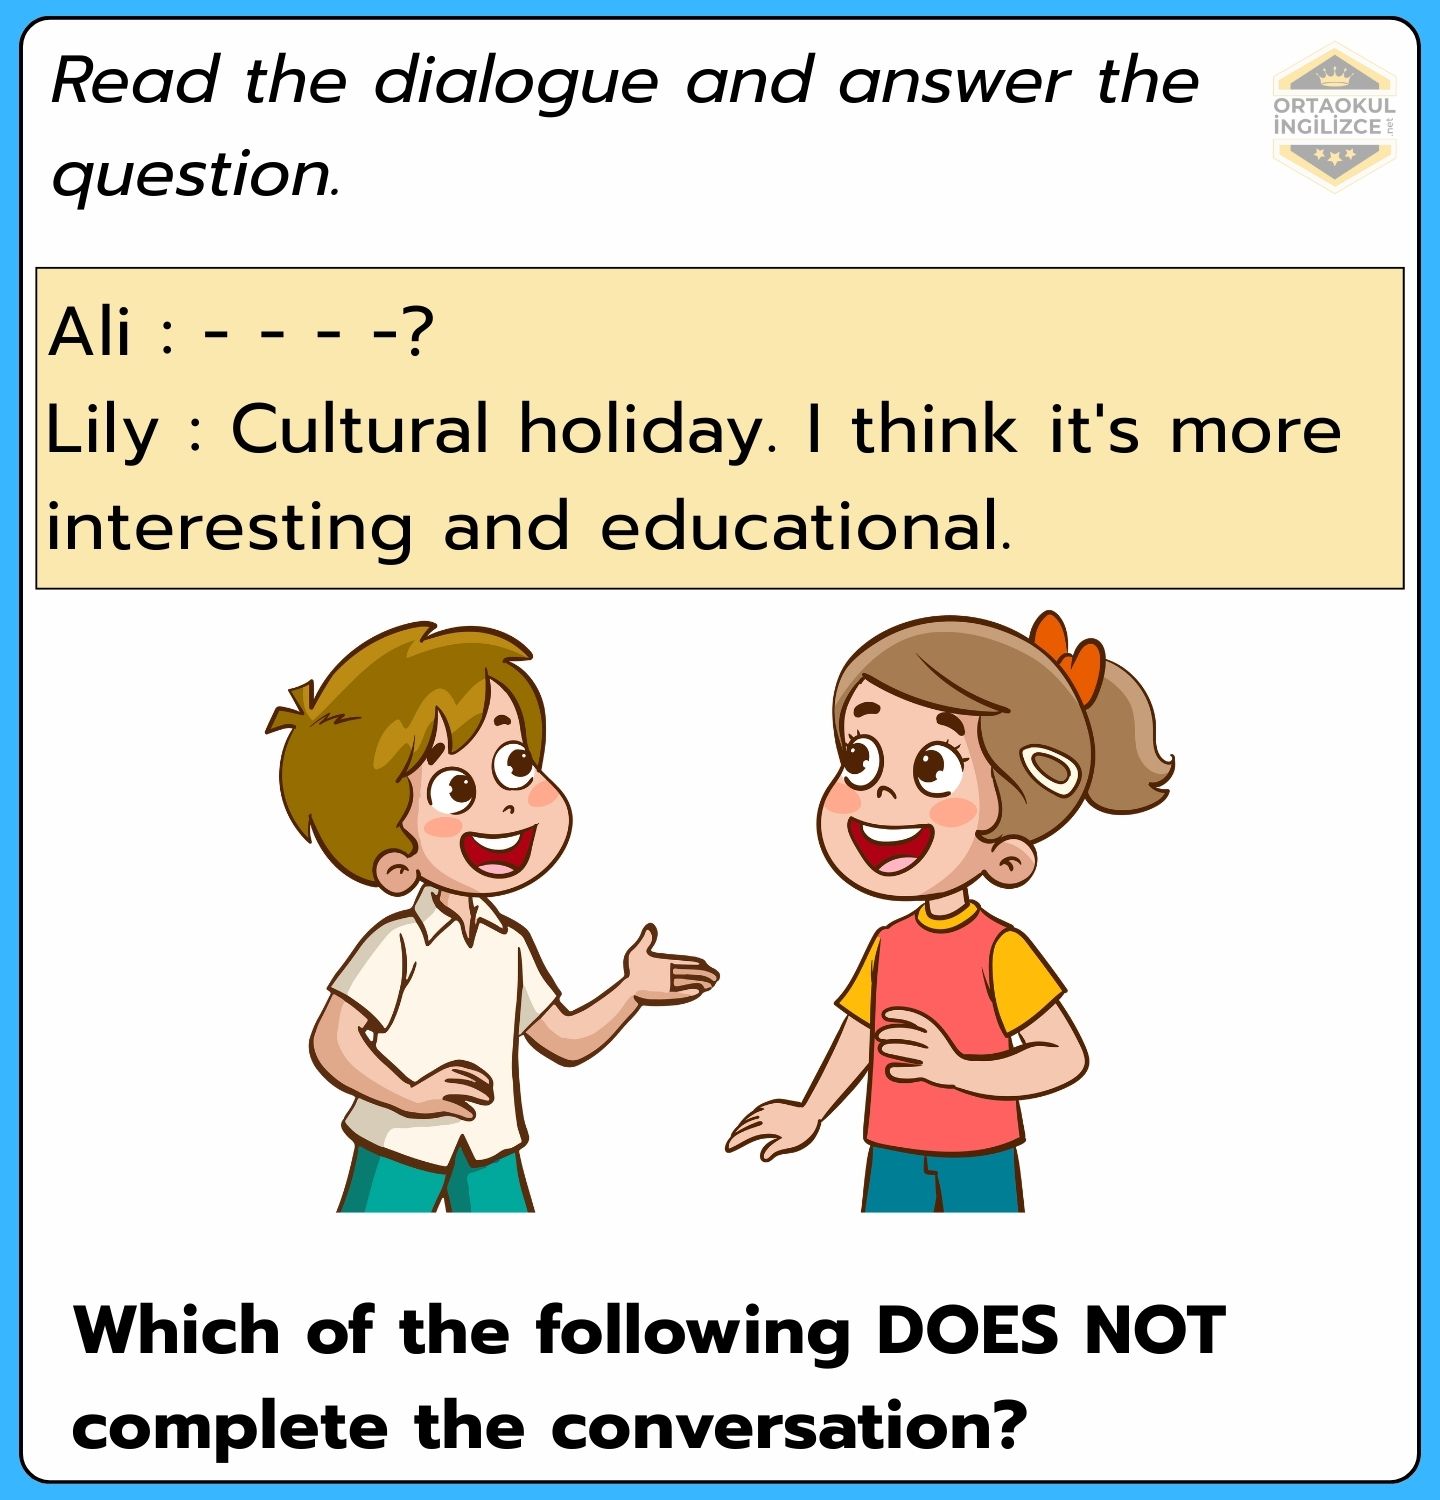 Read the dialogue and answer the
question.
ORTAOKUL
İNGİLİZCE
.net
Ali : - - - -?
Lily : Cultural holiday. I think it's more
interesting and educational.
Which of the following DOES NOT
complete the conversation?